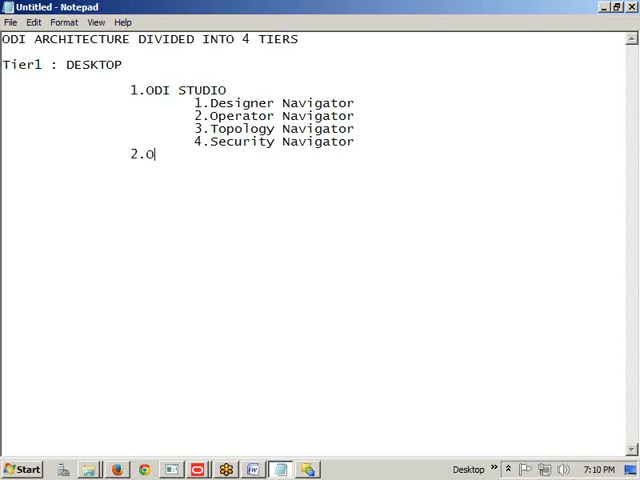 Untitled - Notepad
File Edit Format View Help
ODI ARCHITECTURE DIVIDED INTO 4 TIERS
Tier1 : DESKTOP
1.ODI STUDIO
1.Designer Navigator
2.Operator Navigator
3.Topology Navigator
4.Security Navigator
2.O
Start Desktop 7:10 PM